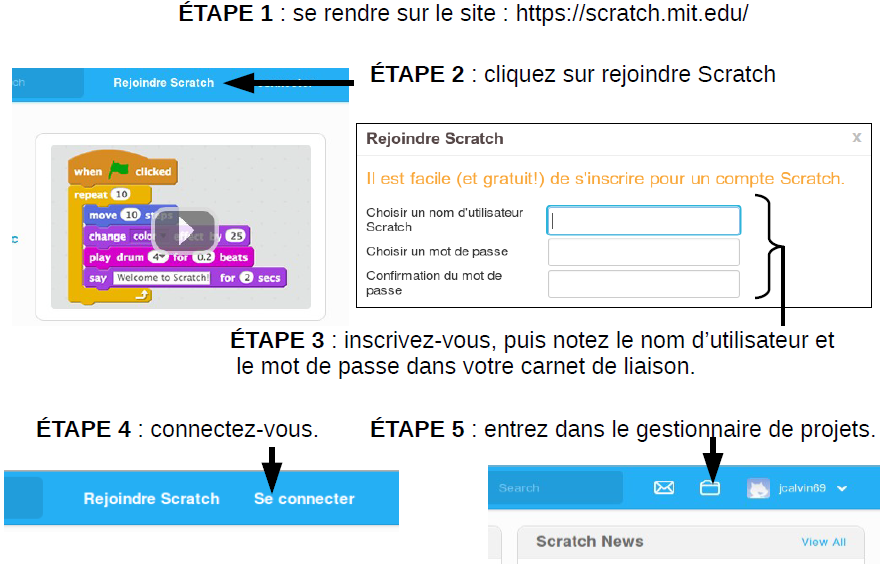 ÉTAPE 1 : se rendre sur le site : https://scratch.mit.edu/
ÉTAPE 2 : cliquez sur rejoindre Scratch
ch
Rejoindre Scratch
when clicked
repeat 10
move 10 steps
change color effect by 25
play drum 4 for 0.2 beats
say Welcome to Scratch! for 2 secs
c
Rejoindre Scratch
x
Il est facile (et gratuit!) de s'inscrire pour un compte Scratch.
Choisir un nom d'utilisateur
Scratch
Choisir un mot de passe
Confirmation du mot de
passe
ÉTAPE 3 : inscrivez-vous, puis notez le nom d’utilisateur et
le mot de passe dans votre carnet de liaison.
ÉTAPE 4 : connectez-vous.
ÉTAPE 5 : entrez dans le gestionnaire de projets.
Rejoindre Scratch
Se connecter
Search
jcalvin69
Scratch News
View All